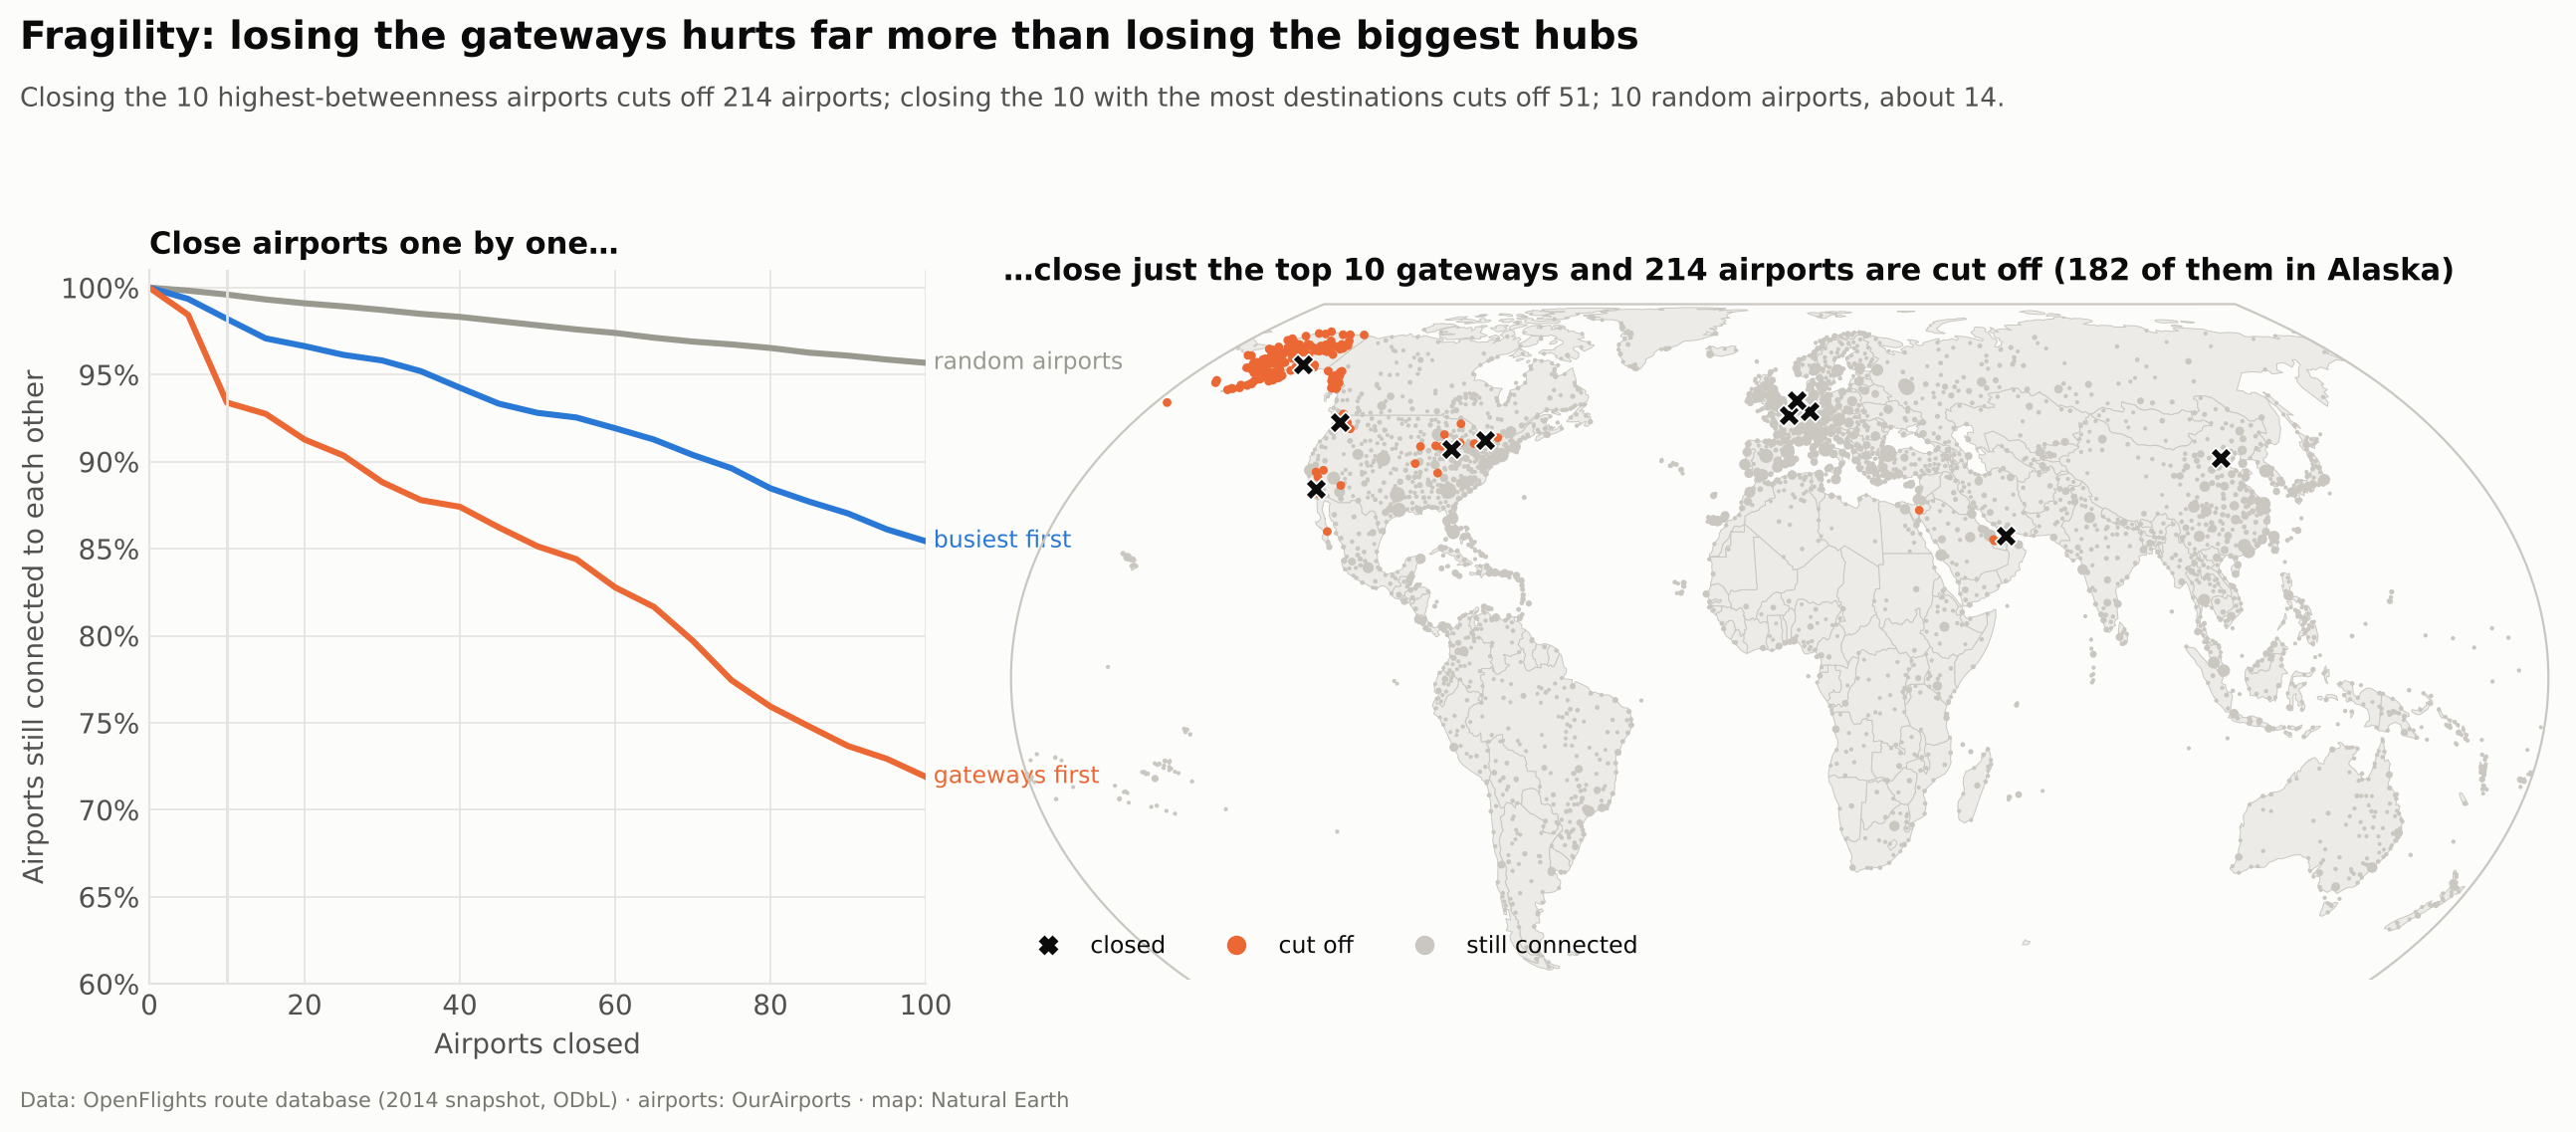 Fragility: losing the gateways hurts far more than losing the biggest hubs
Closing the 10 highest-betweenness airports cuts off 214 airports; closing the 10 with the most destinations cuts off 51; 10 random airports, about 14.
Close airports one by one…
Airports still connected to each other
100%
95%
90%
85%
80%
75%
70%
65%
60%
0 20 40 60 80 100
Airports closed
random airports
busiest first
gateways first
…close just the top 10 gateways and 214 airports are cut off (182 of them in Alaska)
closed cut off still connected
Data: OpenFlights route database (2014 snapshot, ODbL) · airports: OurAirports · map: Natural Earth